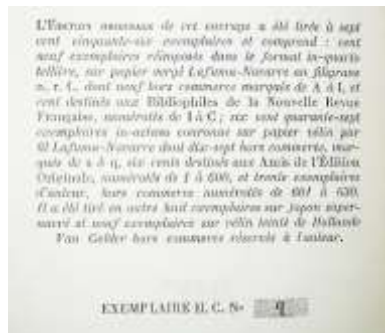 L'Édition originale de cet ouvrage a été tirée à sept
cent cinquante-six exemplaires et comprend : cent
neuf exemplaires réimposés dans le format in-quarto
tellière, sur papier vergé Lafuma-Navarre au filigrane
n. r. f., dont neuf hors commerce marqués de A à I, et
cent destinés aux Bibliophiles de la Nouvelle Revue
Française, numérotés de I à C ; six cent quarante-sept
exemplaires in-octavo couronne sur papier vélin pur
fil Lafuma-Navarre dont dix-sept hors commerce, mar-
qués de a à q, six cents destinés aux Amis de l'Édition
Originale, numérotés de 1 à 600, et trente exemplaires
d'auteur, hors commerce numérotés de 601 à 630.
Il a été tiré en outre huit exemplaires sur japon super-
nacré et neuf exemplaires sur vélin teinté de Hollande
Van Gelder hors commerce réservés à l'auteur.
EXEMPLAIRE H. C. No q